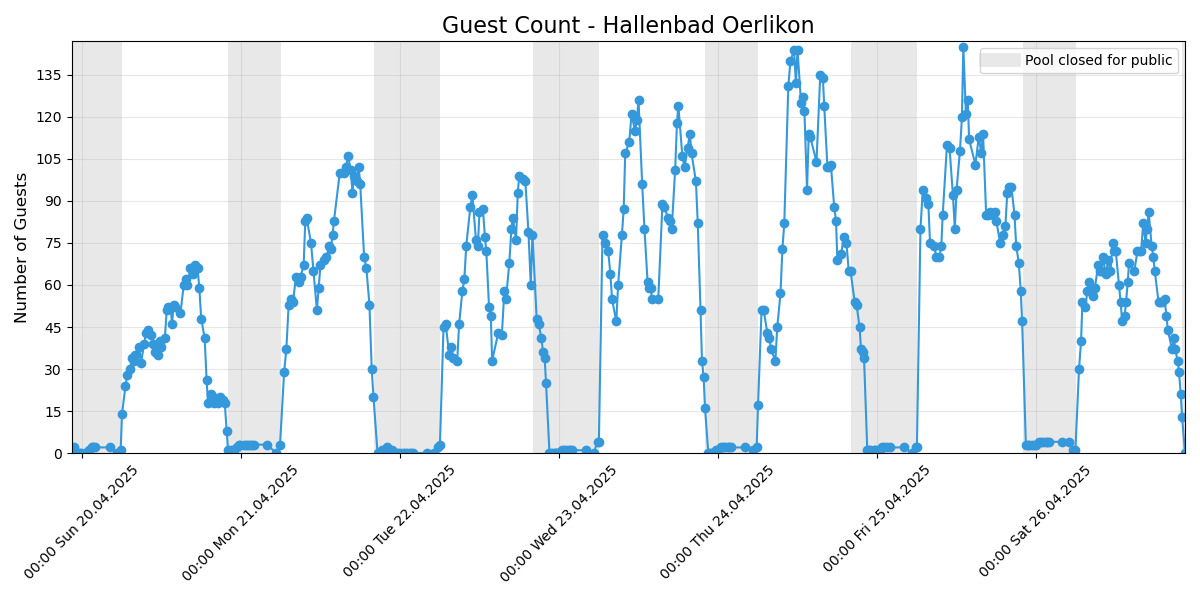 Guest Count - Hallenbad Oerlikon
Pool closed for public
Number of Guests
135
120
105
90
75
60
45
30
15
0
00:00 Sun 20.04.2025
00:00 Mon 21.04.2025
00:00 Tue 22.04.2025
00:00 Wed 23.04.2025
00:00 Thu 24.04.2025
00:00 Fri 25.04.2025
00:00 Sat 26.04.2025